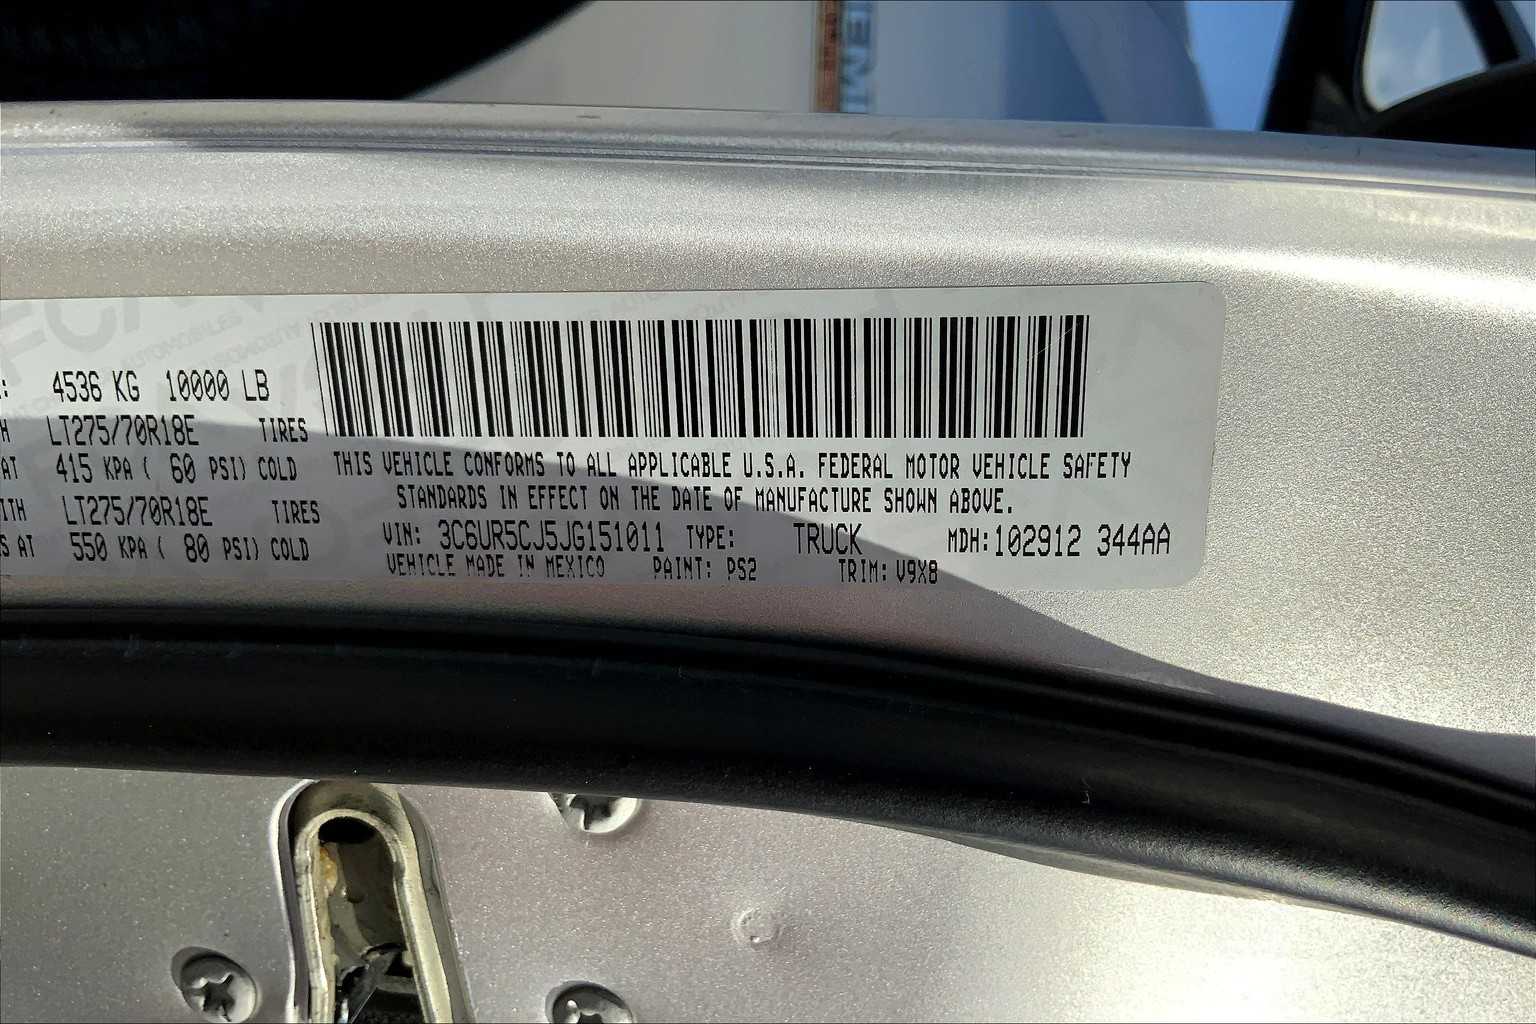 4536 KG 10000 LB
LT275/70R18E TIRES
AT 415 KPA ( 60 PSI) COLD
LT275/70R18E TIRES
AT 550 KPA ( 80 PSI) COLD
THIS VEHICLE CONFORMS TO ALL APPLICABLE U.S.A. FEDERAL MOTOR VEHICLE SAFETY
STANDARDS IN EFFECT ON THE DATE OF MANUFACTURE SHOWN ABOVE.
VIN: 3C6UR5CJ5JG151011 TYPE: TRUCK MDH:102912 344AA
VEHICLE MADE IN MEXICO PAINT: PS2 TRIM: V9X8